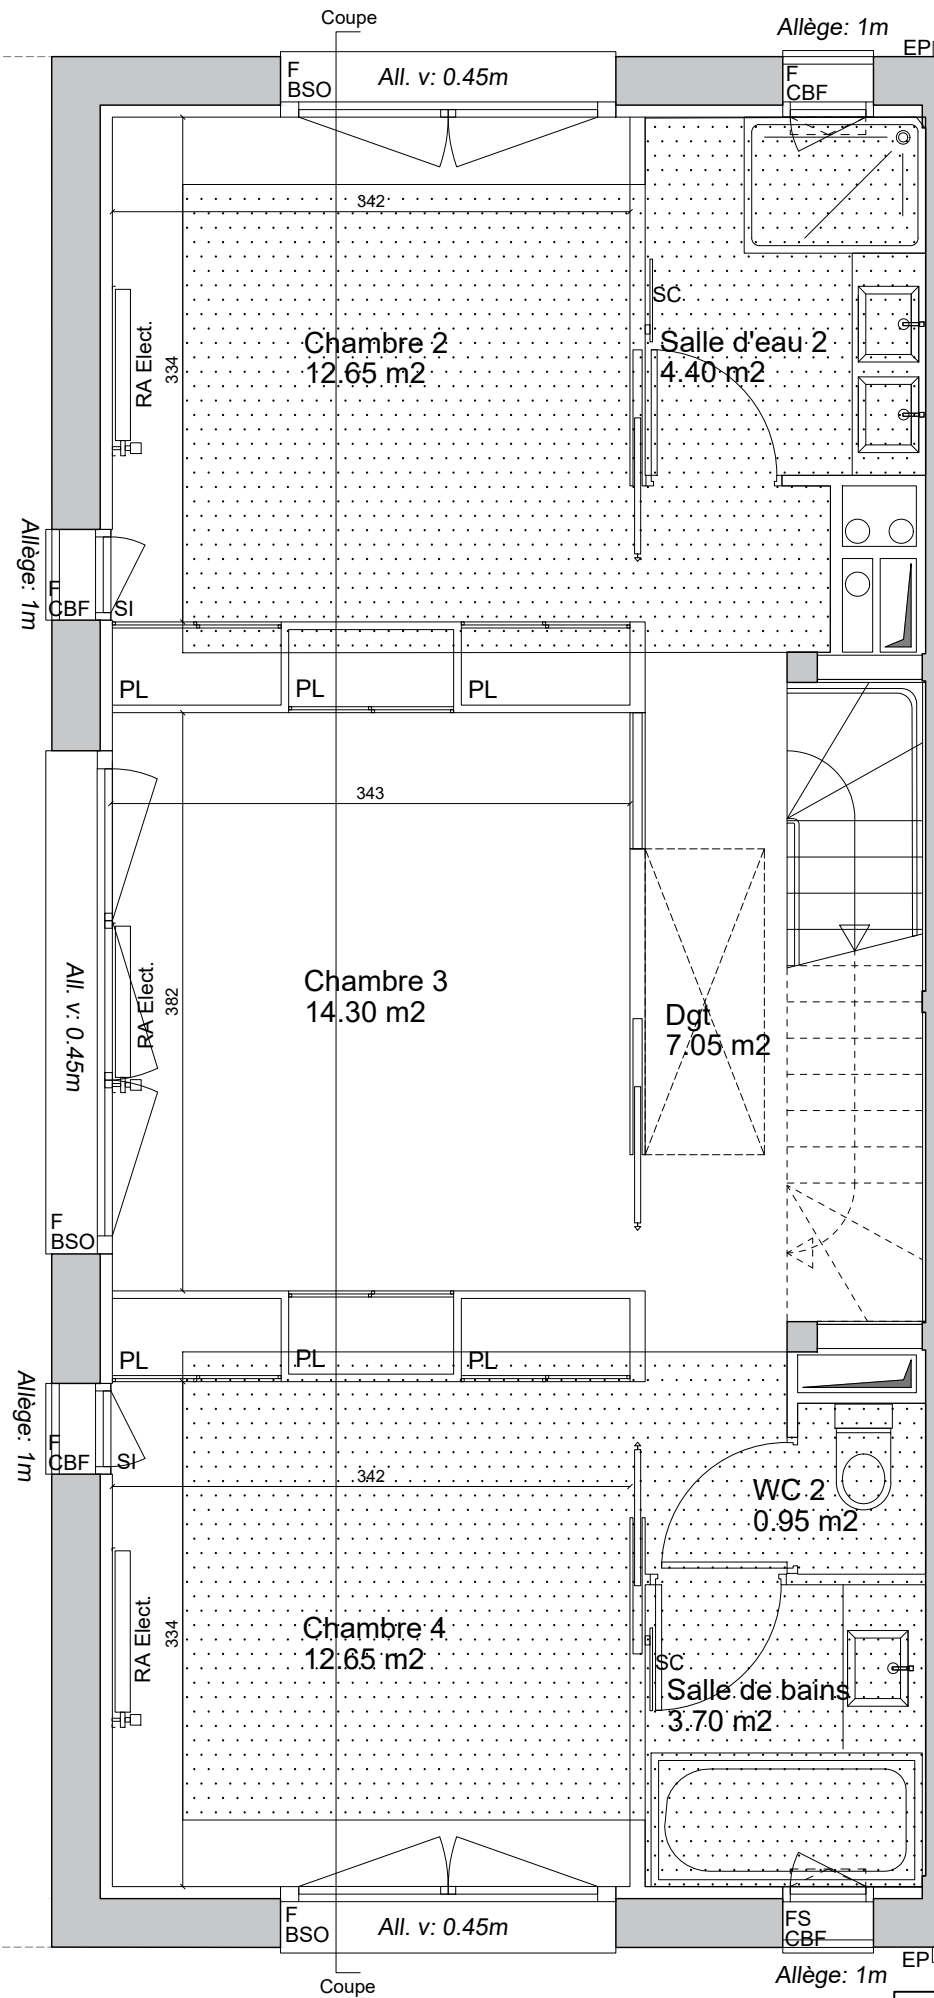 Coupe
Allège: 1m
EP
F
BSO
All. v: 0.45m
F
CBF
342
SC
RA Elect.
334
Chambre 2
12.65 m2
Salle d'eau 2
4.40 m2
Allège: 1m
F
CBF
SI
PL
PL
PL
343
All. v: 0.45m
RA Elect.
382
Chambre 3
14.30 m2
Dgt
7.05 m2
F
BSO
PL
PL
PL
Allège: 1m
F
CBF
SI
342
WC 2
0.95 m2
RA Elect.
334
Chambre 4
12.65 m2
SC
Salle de bains
3.70 m2
F
BSO
All. v: 0.45m
FS
CBF
EP
Allège: 1m
Coupe